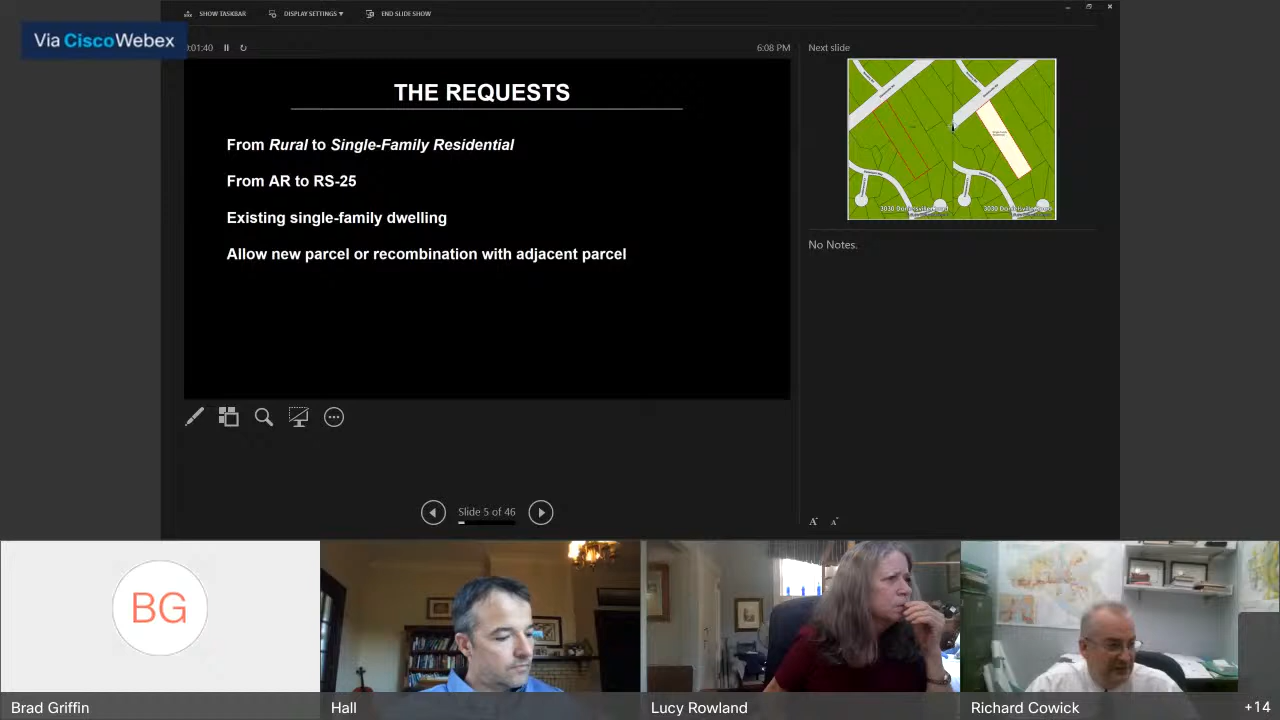 SHOW TASKBAR
DISPLAY SETTINGS ▾
END SLIDE SHOW
Via CiscoWebex
:01:40
6:08 PM
Next slide
THE REQUESTS
From Rural to Single-Family Residential
From AR to RS-25
Existing single-family dwelling
Allow new parcel or recombination with adjacent parcel
No Notes.
Slide 5 of 46
A A
BG
Brad Griffin
Hall
Lucy Rowland
Richard Cowick
+14